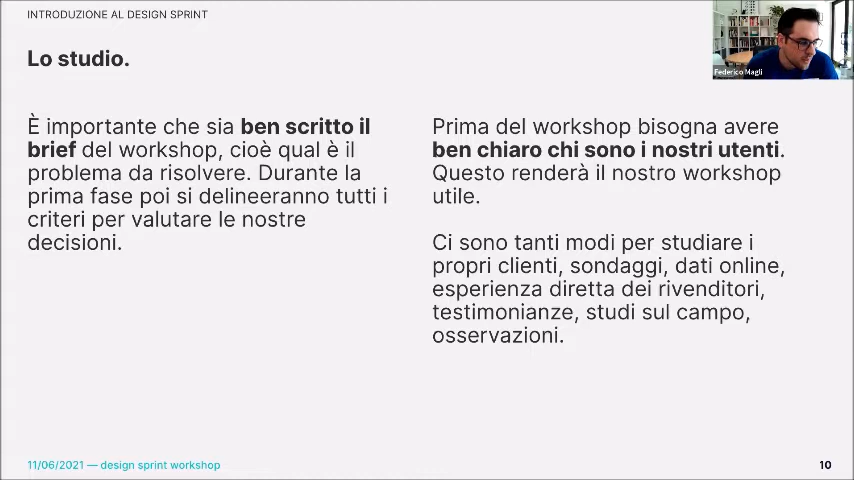 INTRODUZIONE AL DESIGN SPRINT
Federico Magli
Lo studio.
È importante che sia ben scritto il
brief del workshop, cioè qual è il
problema da risolvere. Durante la
prima fase poi si delineeranno tutti i
criteri per valutare le nostre
decisioni.
Prima del workshop bisogna avere
ben chiaro chi sono i nostri utenti.
Questo renderà il nostro workshop
utile.
Ci sono tanti modi per studiare i
propri clienti, sondaggi, dati online,
esperienza diretta dei rivenditori,
testimonianze, studi sul campo,
osservazioni.
11/06/2021 — design sprint workshop
10